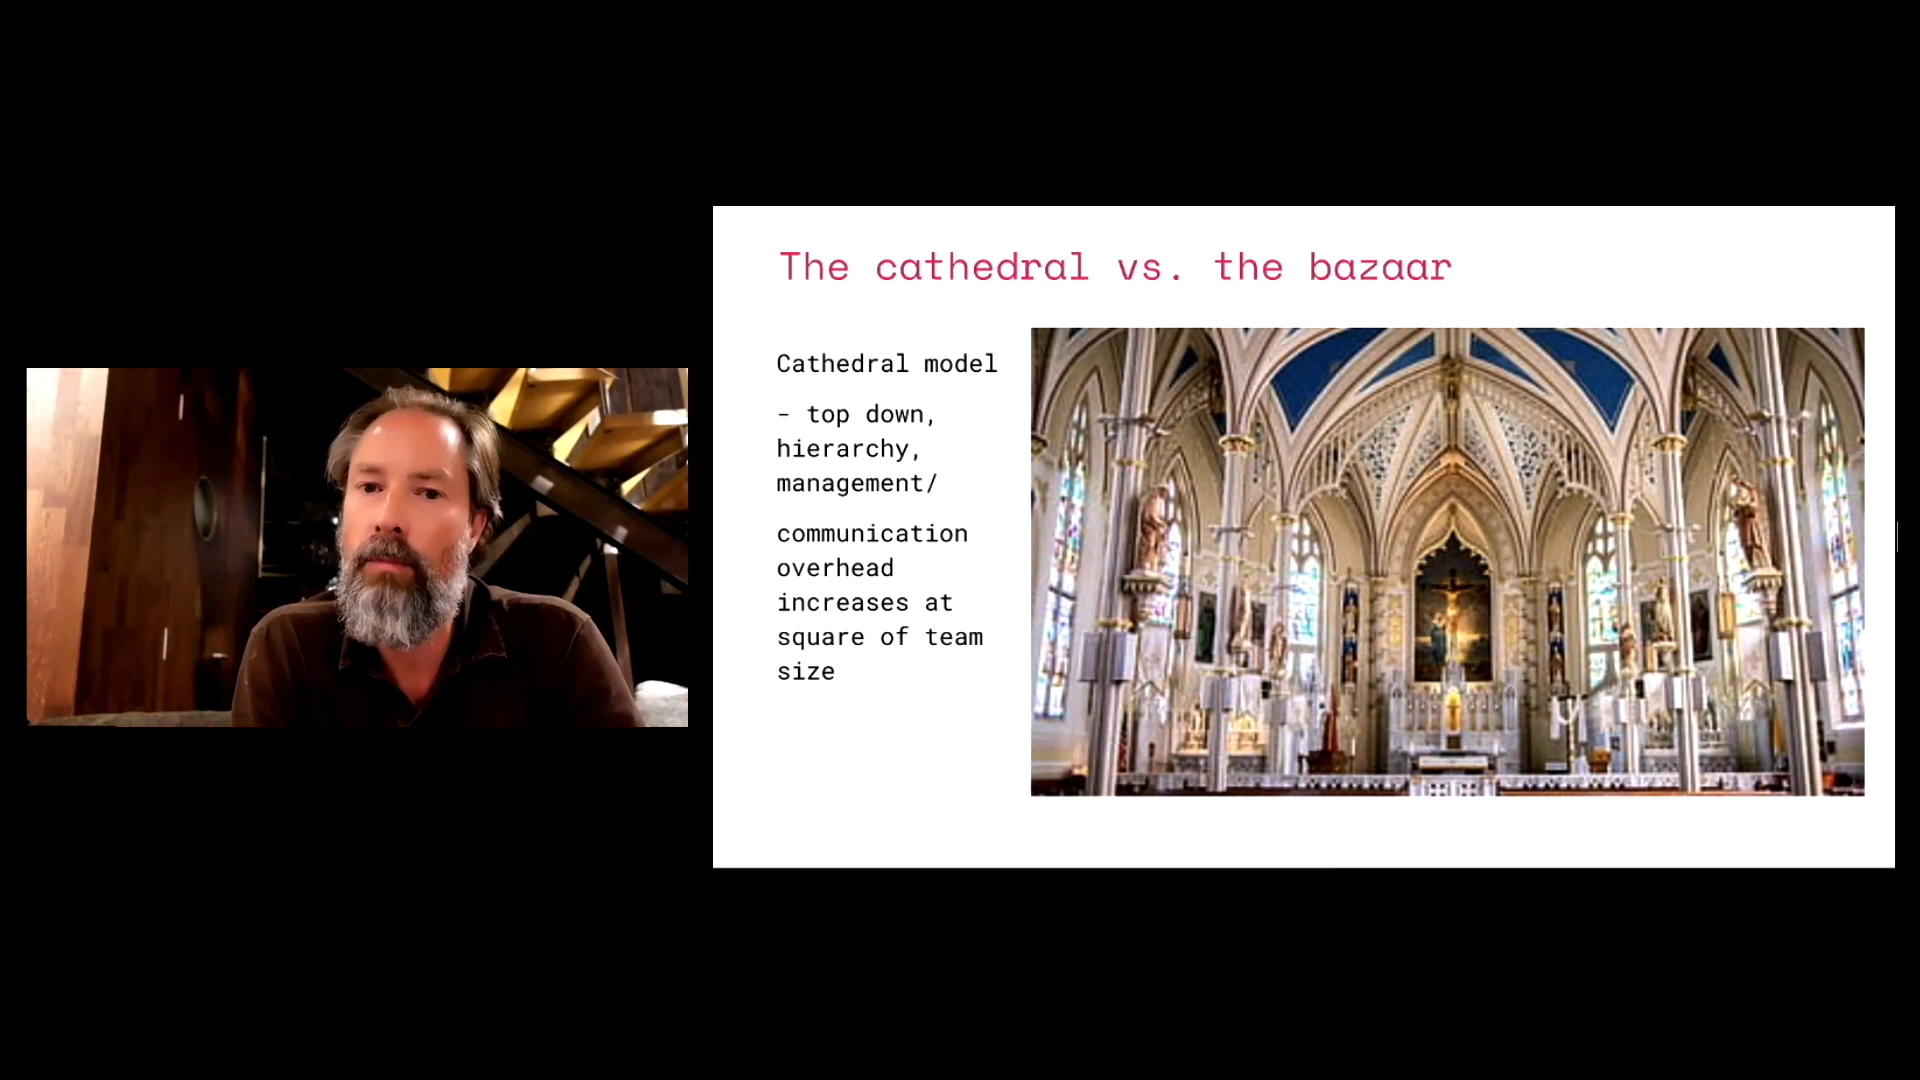 The cathedral vs. the bazaar
Cathedral model
- top down,
hierarchy,
management/
communication
overhead
increases at
square of team
size